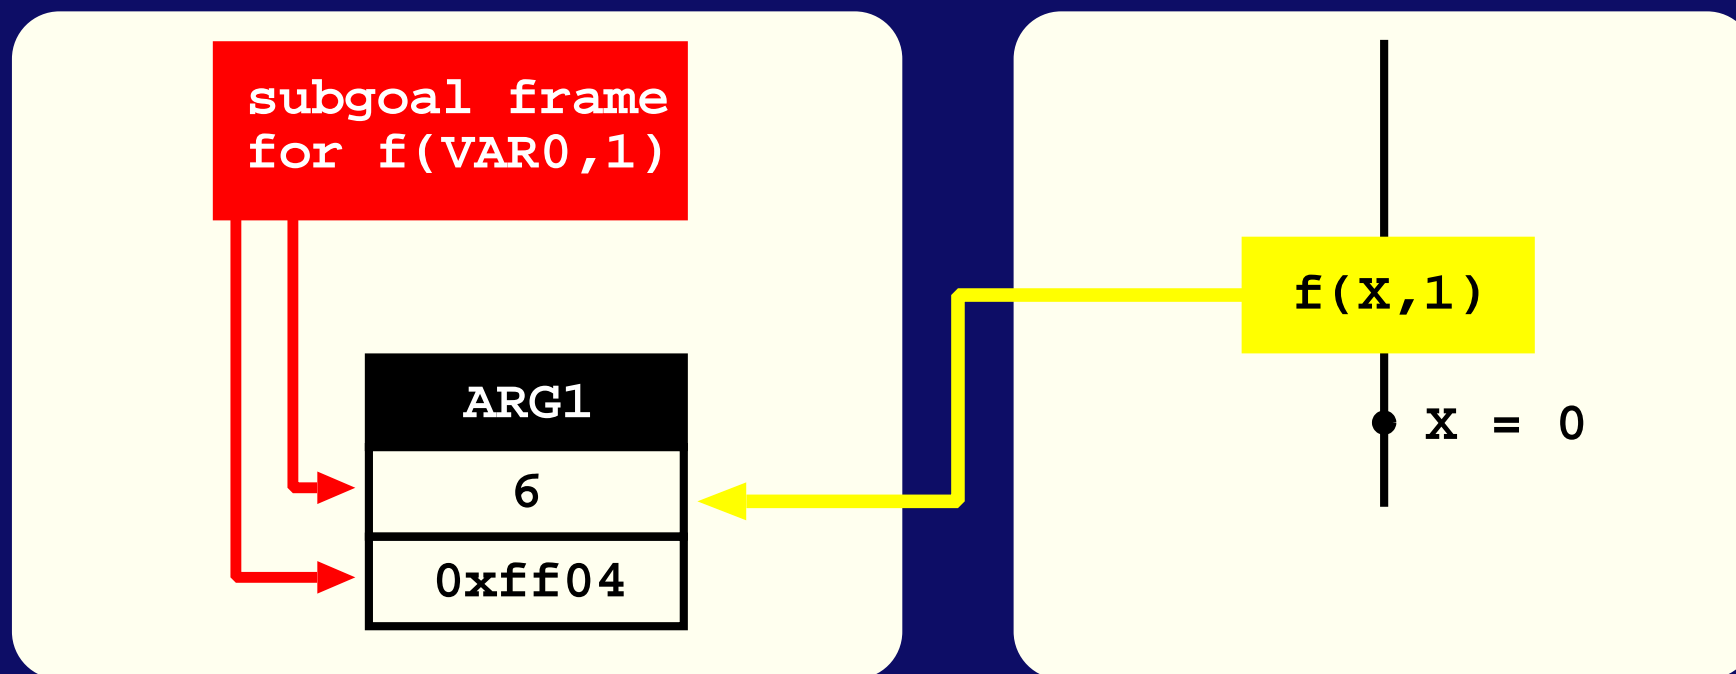 subgoal frame
for f(VAR0,1)
ARG1
6
0xff04
f(X,1)
X = 0